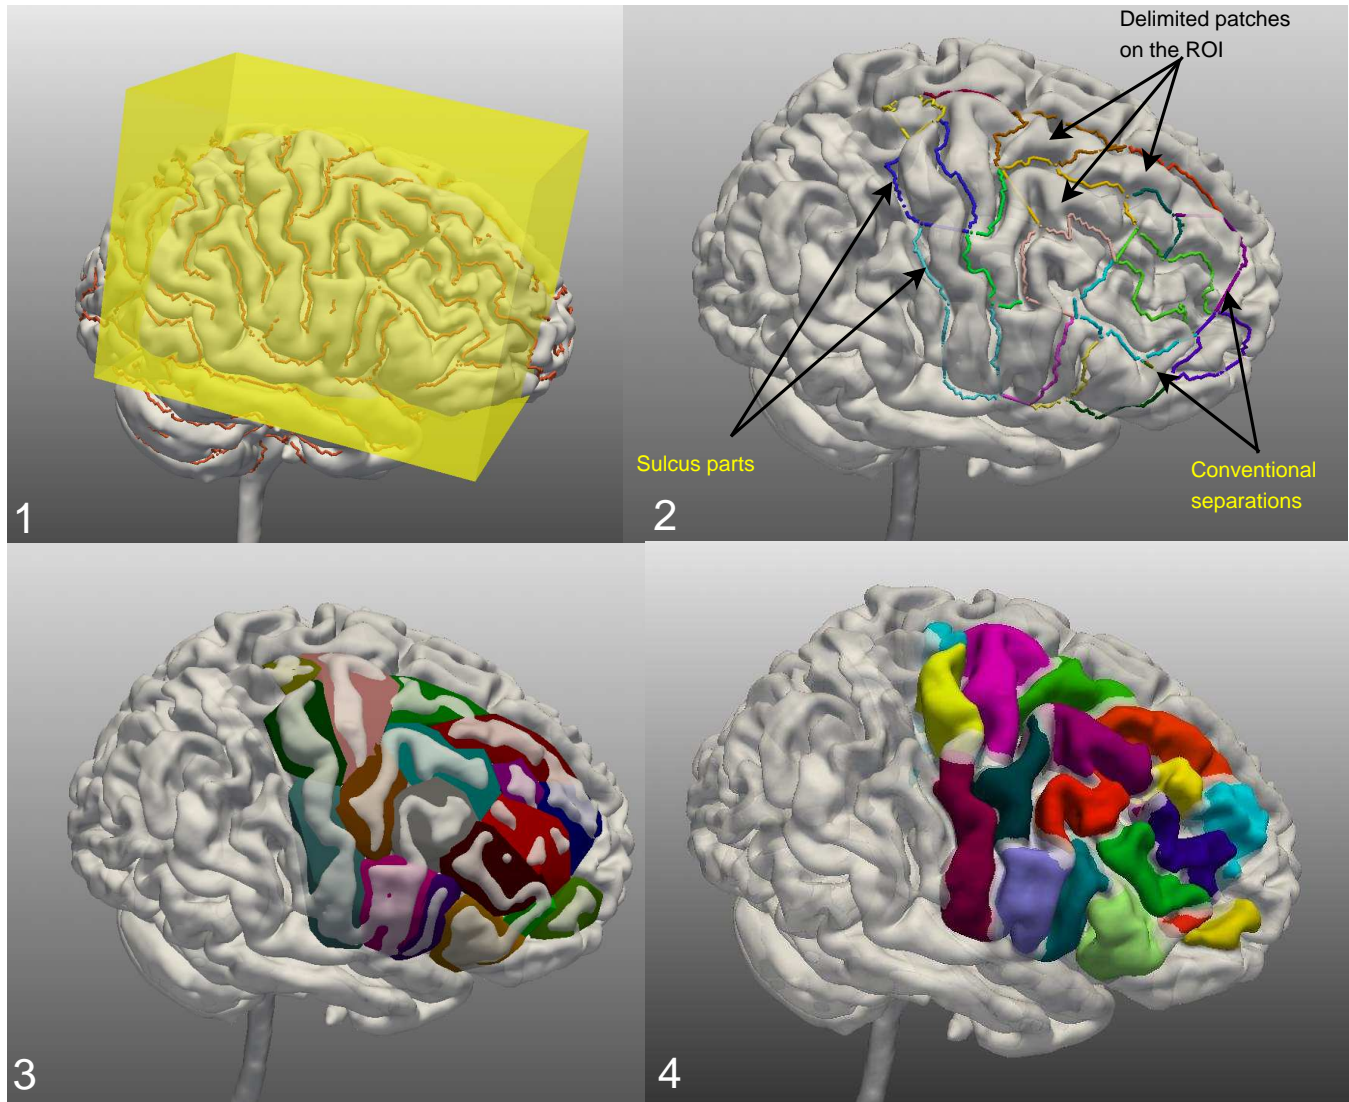 Delimited patches
on the ROI
Sulcus parts
Conventional
separations
1
2
3
4